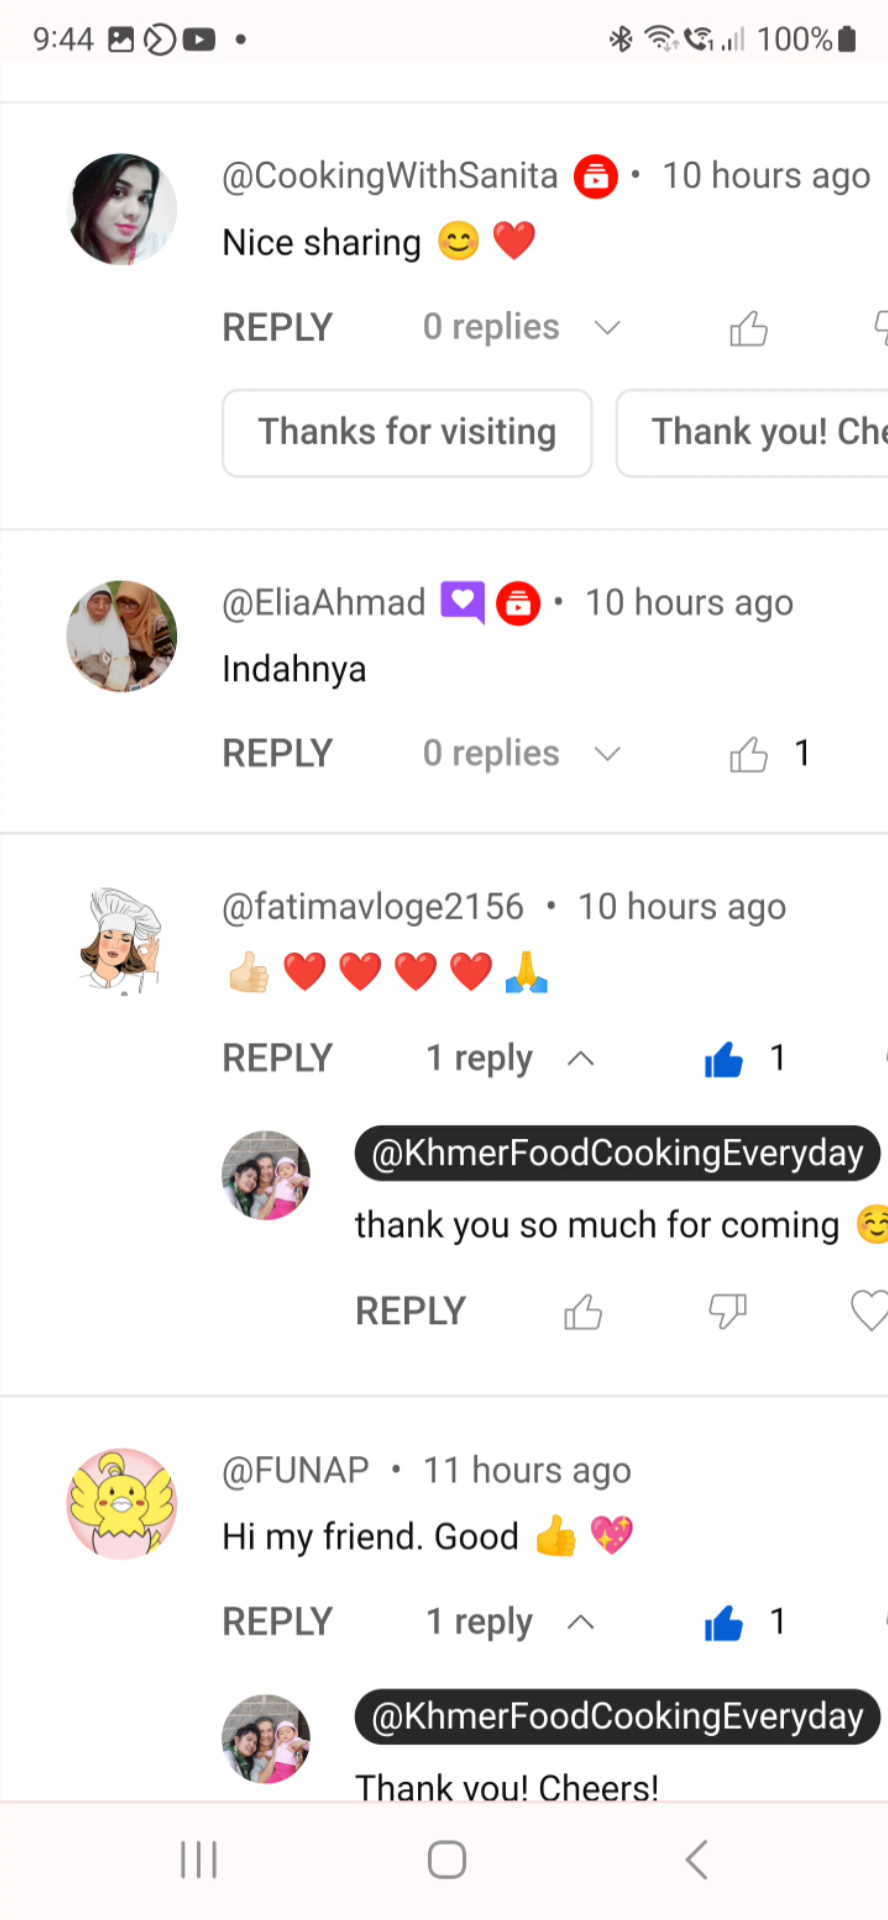 9:44 100%
@CookingWithSanita • 10 hours ago
Nice sharing 😊 ❤️
REPLY 0 replies
Thanks for visiting Thank you!
@EliaAhmad • 10 hours ago
Indahnya
REPLY 0 replies 1
@fatimavloge2156 • 10 hours ago
👍🏻 ❤️ ❤️ ❤️ ❤️ 🙏
REPLY 1 reply 1
@KhmerFoodCookingEveryday
thank you so much for coming ☺️
REPLY
@FUNAP • 11 hours ago
Hi my friend. Good 👍 💖
REPLY 1 reply 1
@KhmerFoodCookingEveryday
Thank you! Cheers!